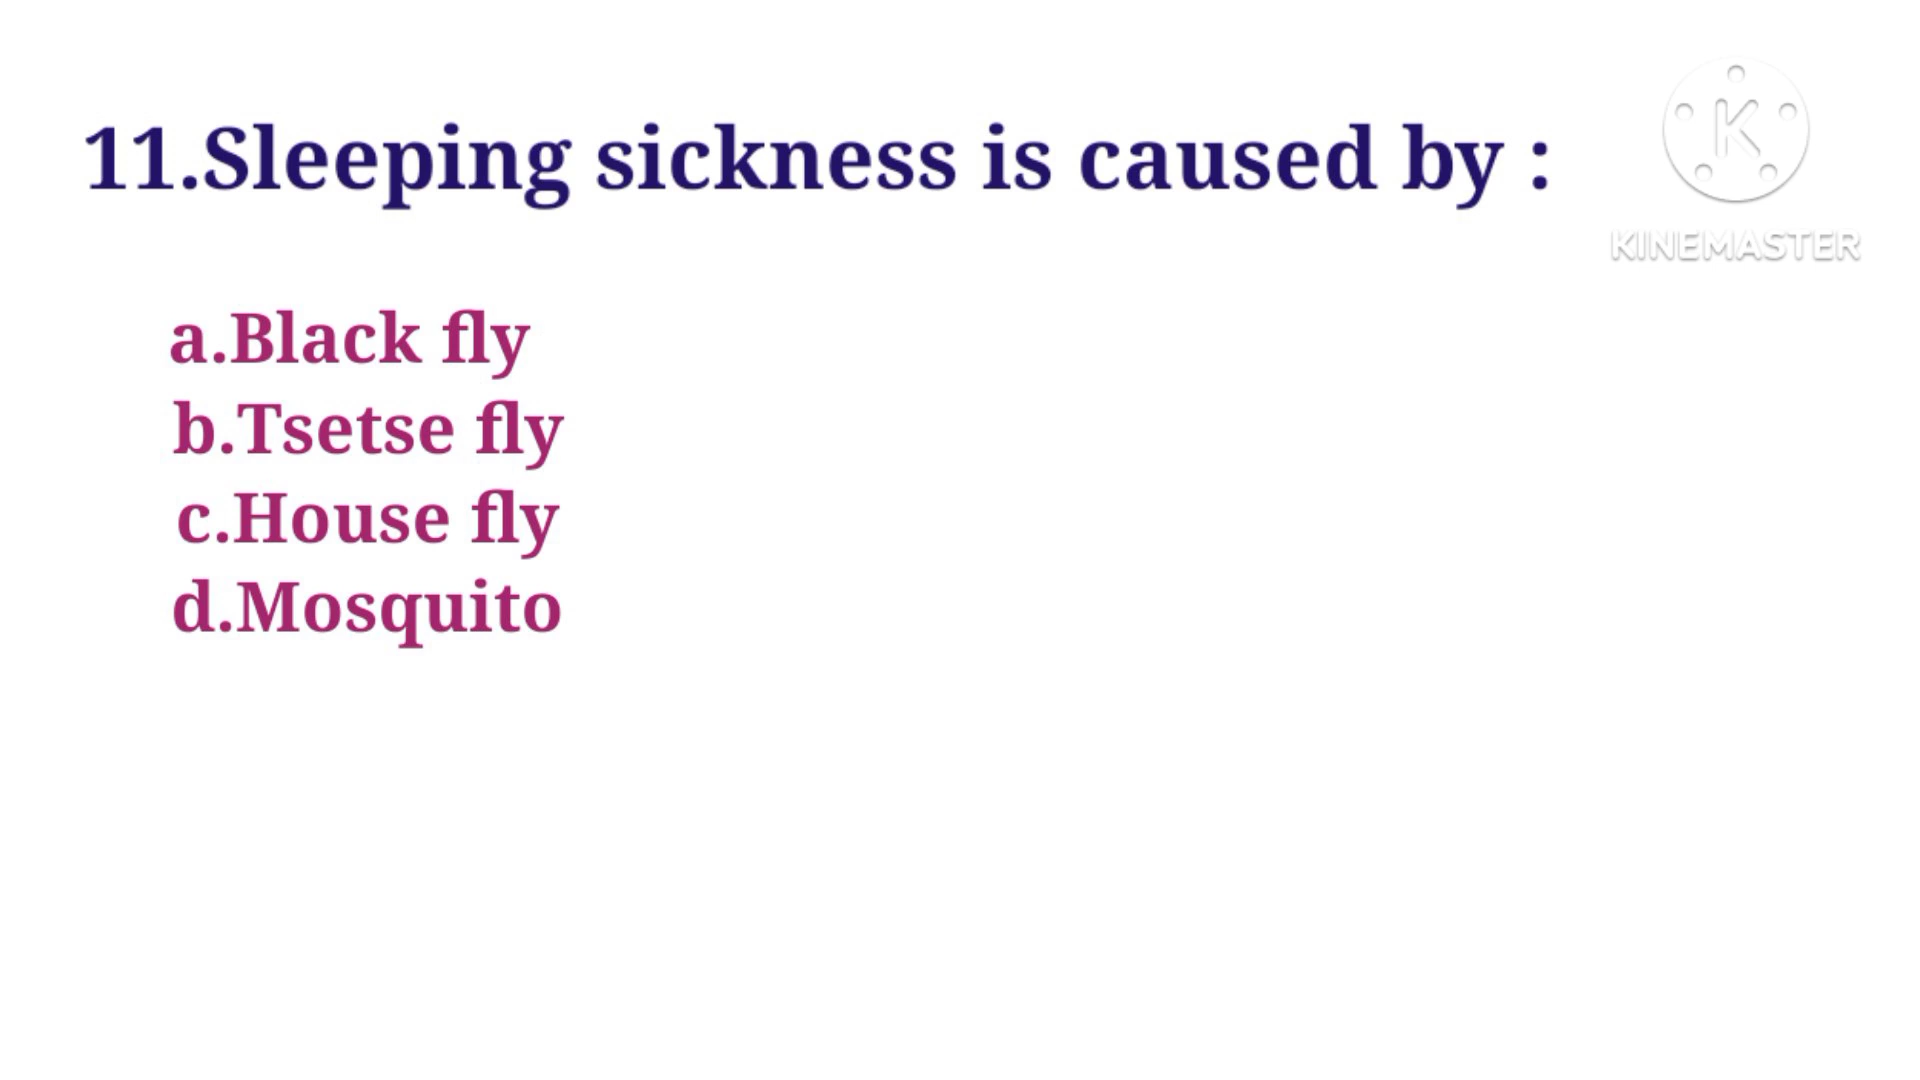 11.Sleeping sickness is caused by :
KINEMASTER
a.Black fly
b.Tsetse fly
c.House fly
d.Mosquito